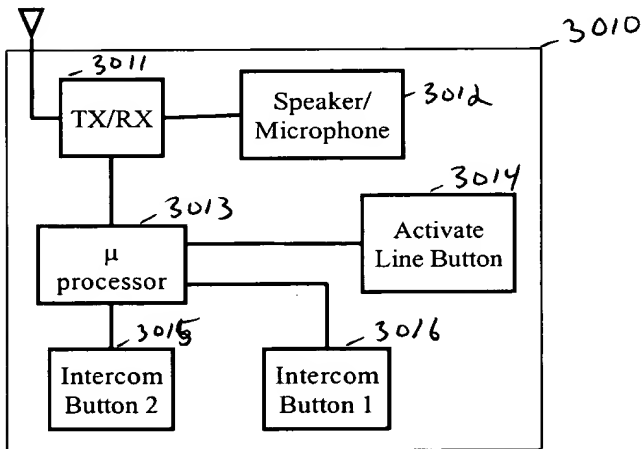 3010
3011
TX/RX
Speaker/
Microphone
3012
3013
μ
processor
3014
Activate
Line Button
3015
Intercom
Button 2
3016
Intercom
Button 1